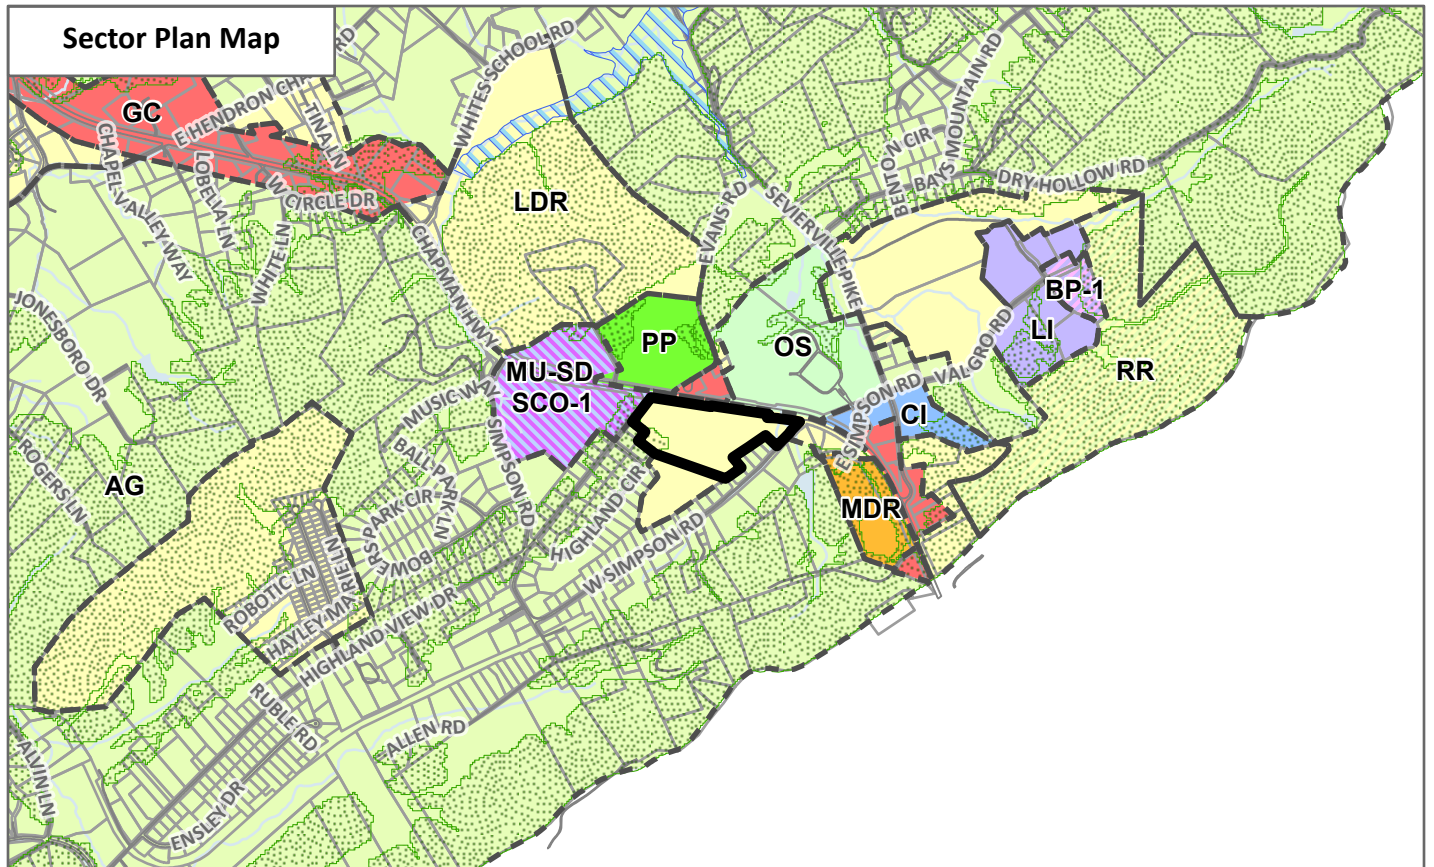 Sector Plan Map
RD
WHITES SCHOOL RD
GC
E HENDRON CH
TINA LN
CHAPEL VALLEY WAY
LOBELIA LN
W CYRCLE DR
WHITE LN
CHAPMAN HWY
LDR
EVANS RD
SEVIERVILLE PIKE
BENTON CIR
BAYS MOUNTAIN RD
DRY HOLLOW RD
BP-1
LI
RR
VALGRO RD
E SIMPSON RD
CI
OS
PP
MU-SD
SCO-1
MUSIC WAY
SIMPSON RD
BALL PARK LN
BOWERS PARK CIR
HIGHLAND CIR
W SIMPSON RD
MDR
JONESBORO DR
ROGERS LN
AG
ROBOTIC LN
HAYLEY MARIE LN
HIGHLAND VIEW DR
RUBLE RD
ALLEN RD
ENSLEY DR
ALVIN LN